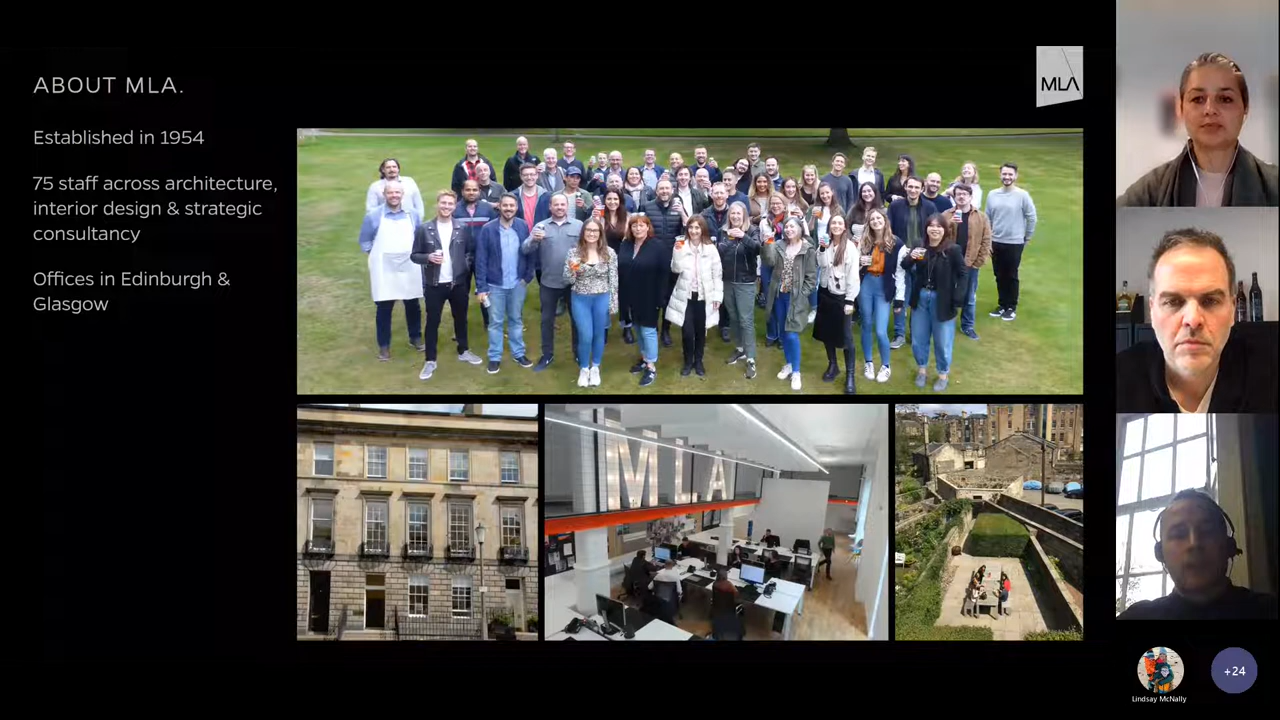 ABOUT MLA.
MLA
Established in 1954
75 staff across architecture,
interior design & strategic
consultancy
Offices in Edinburgh &
Glasgow
MLA
Lindsay McNally
+24